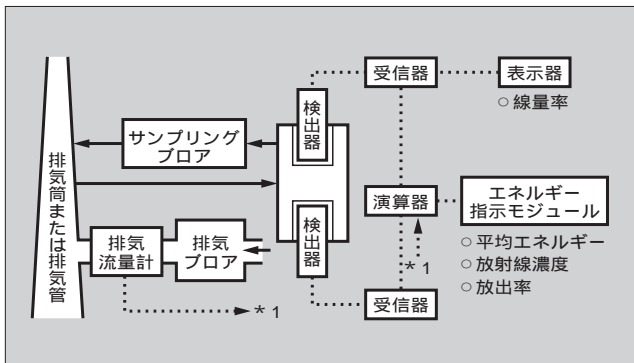 受信器
表示器
○ 線量率
検出器
サンプリング
ブロア
排気筒または排気管
演算器
エネルギー
指示モジュール
○ 平均エネルギー
○ 放射線濃度
○ 放出率
排気
流量計
排気
ブロア
検出器
*1
*1
受信器